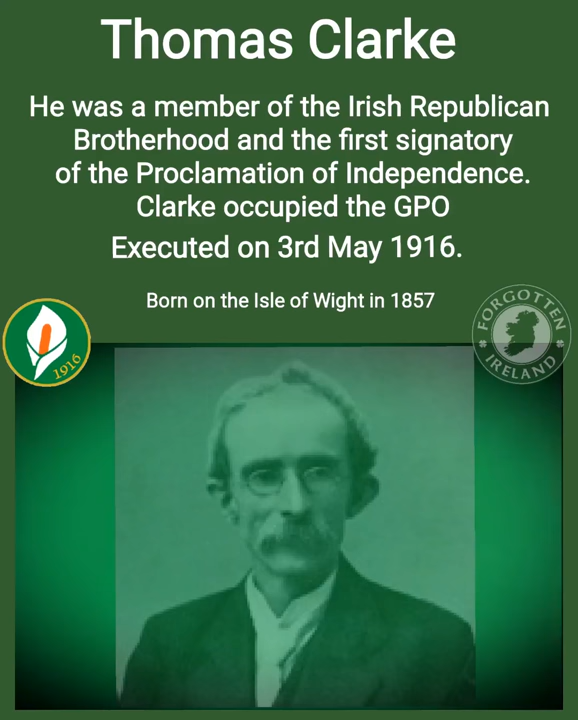 Thomas Clarke
He was a member of the Irish Republican
Brotherhood and the first signatory
of the Proclamation of Independence.
Clarke occupied the GPO
Executed on 3rd May 1916.
Born on the Isle of Wight in 1857
1916
FORGOTTEN
IRELAND